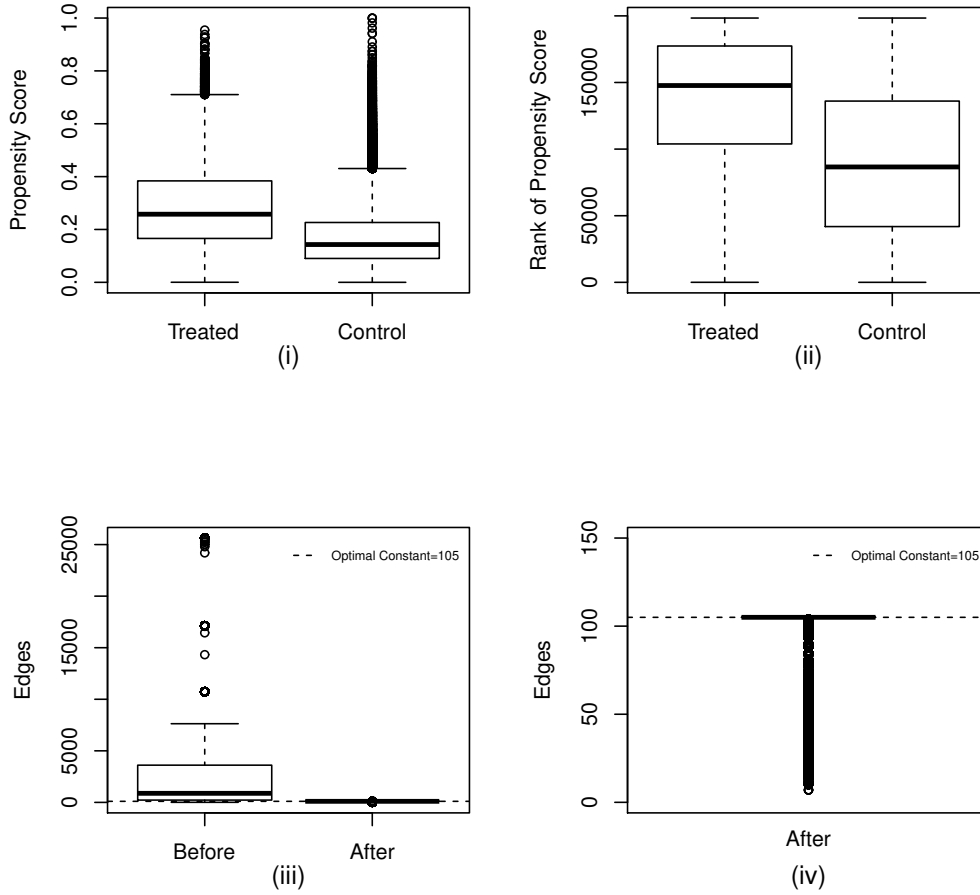 Propensity Score
0.0 0.2 0.4 0.6 0.8 1.0
Treated Control
(i)
Rank of Propensity Score
0 50000 150000
Treated Control
(ii)
Edges
0 5000 15000 25000
Optimal Constant=105
Before After
(iii)
Edges
0 50 100 150
Optimal Constant=105
After
(iv)